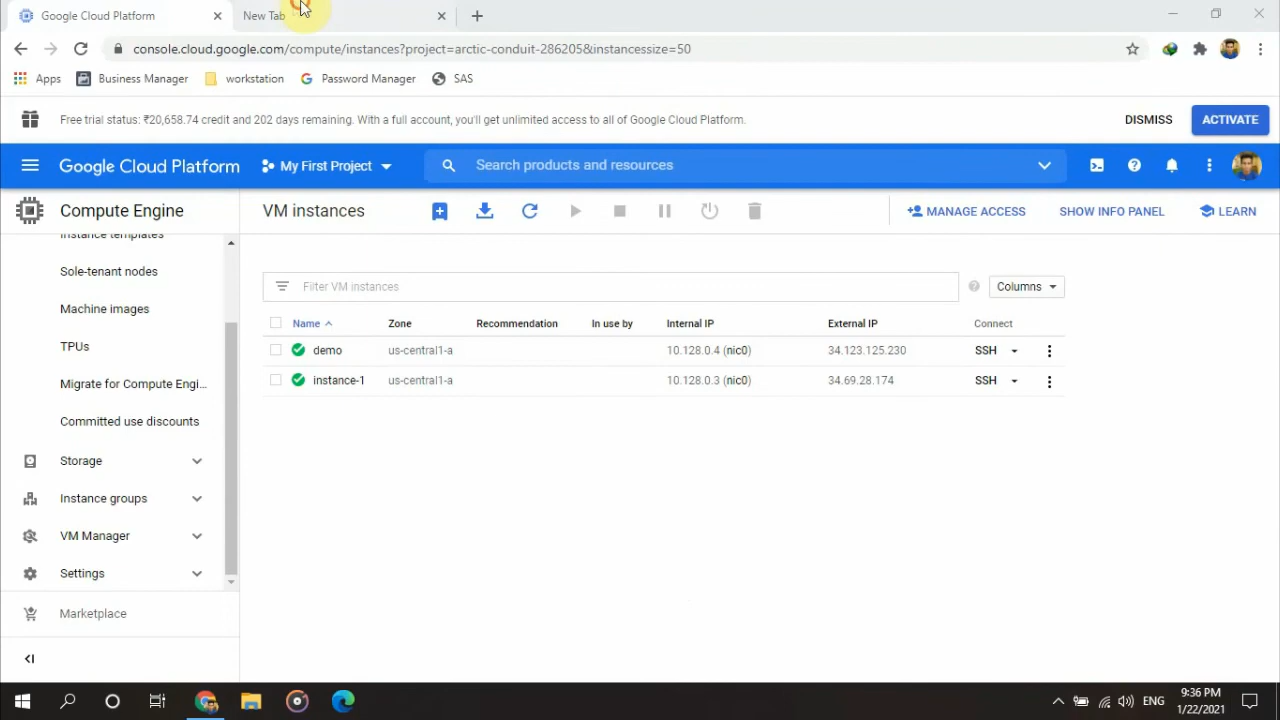 Google Cloud Platform
New Tab
console.cloud.google.com/compute/instances?project=arctic-conduit-286205&instancessize=50
Apps Business Manager workstation Password Manager SAS
Free trial status: ₹20,658.74 credit and 202 days remaining. With a full account, you'll get unlimited access to all of Google Cloud Platform. DISMISS ACTIVATE
Google Cloud Platform My First Project Search products and resources
Compute Engine VM instances MANAGE ACCESS SHOW INFO PANEL LEARN
Instance templates
Sole-tenant nodes
Machine images
TPUs
Migrate for Compute Engi...
Committed use discounts
Storage
Instance groups
VM Manager
Settings
Marketplace
Filter VM instances Columns
Name Zone Recommendation In use by Internal IP External IP Connect
demo us-central1-a 10.128.0.4 (nic0) 34.123.125.230 SSH
instance-1 us-central1-a 10.128.0.3 (nic0) 34.69.28.174 SSH
ENG 9:36 PM
1/22/2021